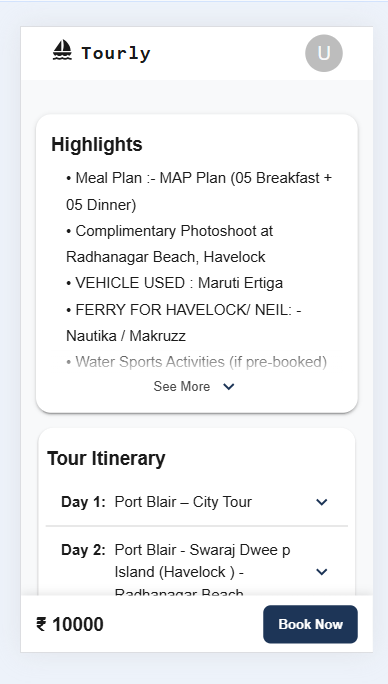 Tourly
U
Highlights
• Meal Plan :- MAP Plan (05 Breakfast +
05 Dinner)
• Complimentary Photoshoot at
Radhanagar Beach, Havelock
• VEHICLE USED : Maruti Ertiga
• FERRY FOR HAVELOCK/ NEIL: -
Nautika / Makruzz
• Water Sports Activities (if pre-booked)
See More
Tour Itinerary
Day 1: Port Blair – City Tour
Day 2: Port Blair - Swaraj Dwee p
Island (Havelock ) -
Radhanagar Beach
₹ 10000
Book Now